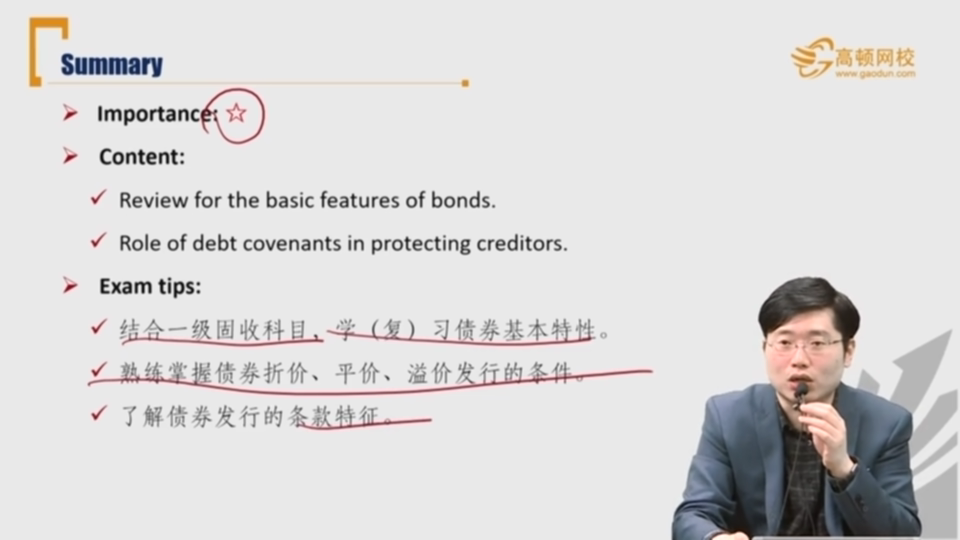 Summary
高顿网校
www.gaodun.com
Importance: ☆
Content:
Review for the basic features of bonds.
Role of debt covenants in protecting creditors.
Exam tips:
结合一级固收科目，学（复）习债券基本特性。
熟练掌握债券折价、平价、溢价发行的条件。
了解债券发行的条款特征。